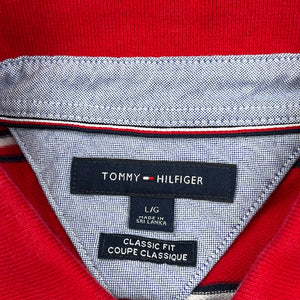 TOMMY HILFIGER
L/G
MADE IN
SRI LANKA
CLASSIC FIT
COUPE CLASSIQUE